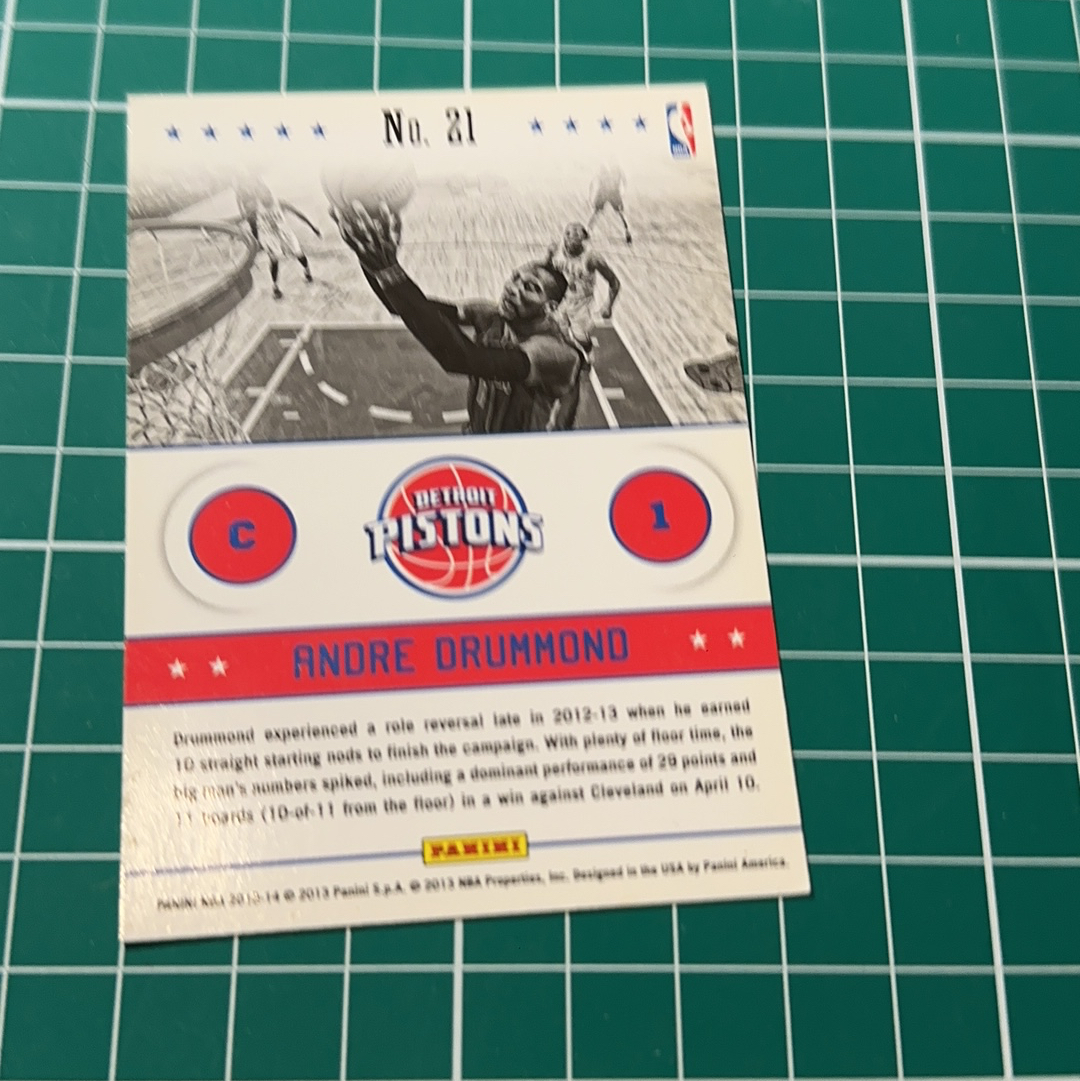 No. 21
C
DETROIT
PISTONS
1
ANDRE DRUMMOND
Drummond experienced a role reversal late in 2012-13 when he earned
10 straight starting nods to finish the campaign. With plenty of floor time, the
big man's numbers spiked, including a dominant performance of 29 points and
11 boards (10-of-11 from the floor) in a win against Cleveland on April 10.
PANINI
PANINI NBA 2013-14 © 2013 Panini S.p.A. © 2013 NBA Properties, Inc. Designed in the USA by Panini America.